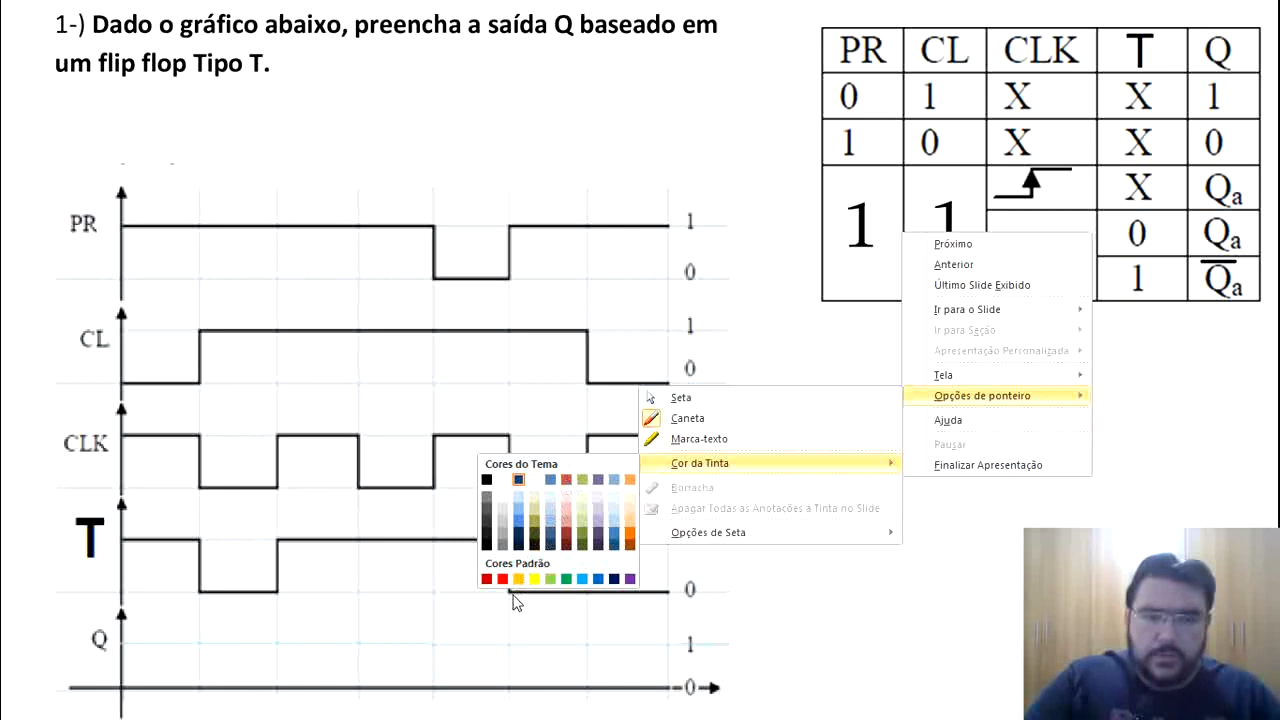 1-) Dado o gráfico abaixo, preencha a saída Q baseado em
um flip flop Tipo T.
PR CL CLK T Q
0 1 X X 1
1 0 X X 0
1 1 X Qa
0 Qa
1 Q̅a
PR 1
0
CL 1
0
CLK
T 0
Q 1
0
Próximo
Anterior
Último Slide Exibido
Ir para o Slide
Ir para Seção
Apresentação Personalizada
Tela
Opções de ponteiro
Ajuda
Pausar
Finalizar Apresentação
Seta
Caneta
Marca-texto
Cor da Tinta
Borracha
Apagar Todas as Anotações à Tinta no Slide
Opções de Seta
Cores do Tema
Cores Padrão